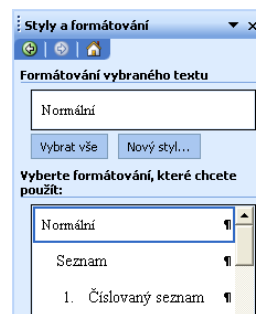 Styly a formátování
Formátování vybraného textu
Normální
Vybrat vše Nový styl...
Vyberte formátování, které chcete
použít:
Normální ¶
Seznam ¶
1. Číslovaný seznam ¶